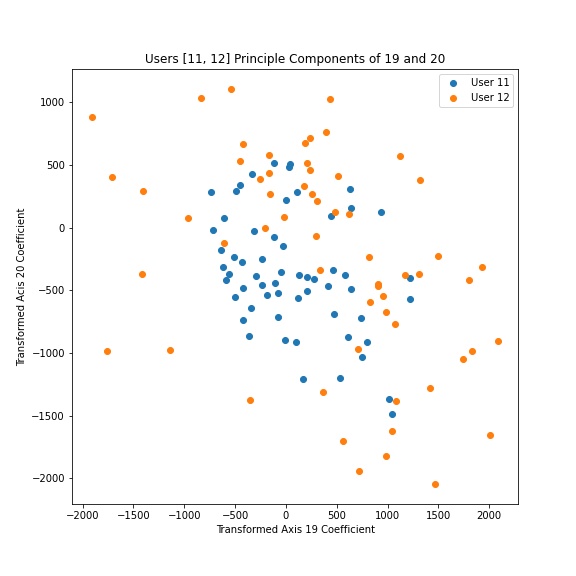 Users [11, 12] Principle Components of 19 and 20
User 11
User 12
1000
500
0
−500
−1000
−1500
−2000
Transformed Acis 20 Coefficient
−2000 −1500 −1000 −500 0 500 1000 1500 2000
Transformed Axis 19 Coefficient